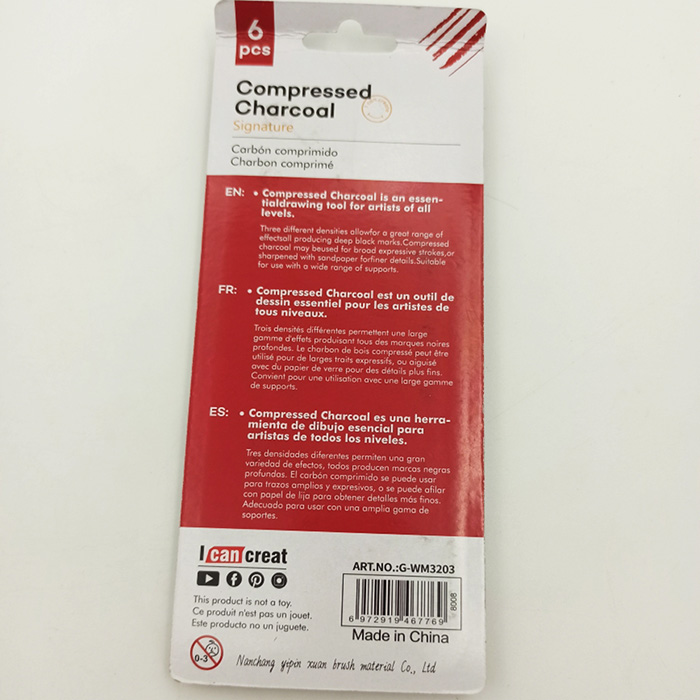 6
pcs
Compressed
Charcoal
Signature
Carbón comprimido
Charbon comprimé
EN: • Compressed Charcoal is an essen-
tialdrawing tool for artists of all
levels.
Three different densities allowfor a great range of
effectsall producing deep black marks.Compressed
charcoal may beused for broad expressive strokes,or
sharpened with sandpaper forfiner details.Suitable
for use with a wide range of supports.
FR: • Compressed Charcoal est un outil de
dessin essentiel pour les artistes de
tous niveaux.
Trois densités différentes permettent une large
gamme d'effets produisant tous des marques noires
profondes. Le charbon de bois compressé peut être
utilisé pour de larges traits expressifs, ou aiguisé
avec du papier de verre pour des détails plus fins.
Convient pour une utilisation avec une large gamme
de supports.
ES: • Compressed Charcoal es una herra-
mienta de dibujo esencial para
artistas de todos los niveles.
Tres densidades diferentes permiten una gran
variedad de efectos, todos producen marcas negras
profundos. El carbón comprimido se puede usar
para trazos amplios y expresivos, o se puede afilar
con papel de lija para obtener detalles más finos.
Adecuado para usar con una amplia gama de
soportes.
I can creat
This product is not a toy.
Ce produit n'est pas un jouet.
Este producto no un juguete.
0-3
ART.NO.:G-WM3203
8008
6 972919 467769
Made in China
Nanchang yipin xuan brush material Co., Ltd